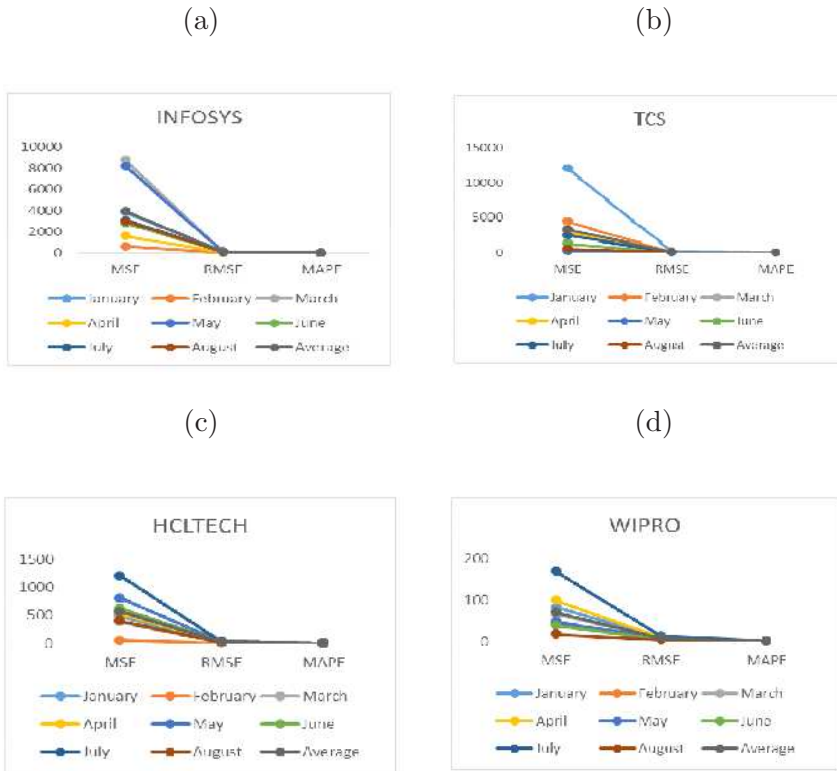 (a)
(b)
INFOSYS
10000
8000
6000
4000
2000
0
MSE RMSE MAPE
January February March
April May June
July August Average
TCS
15000
10000
5000
0
MSE RMSE MAPE
January February March
April May June
July August Average
(c)
(d)
HCLTECH
1500
1000
500
0
MSE RMSE MAPE
January February March
April May June
July August Average
WIPRO
200
100
0
MSE RMSE MAPE
January February March
April May June
July August Average